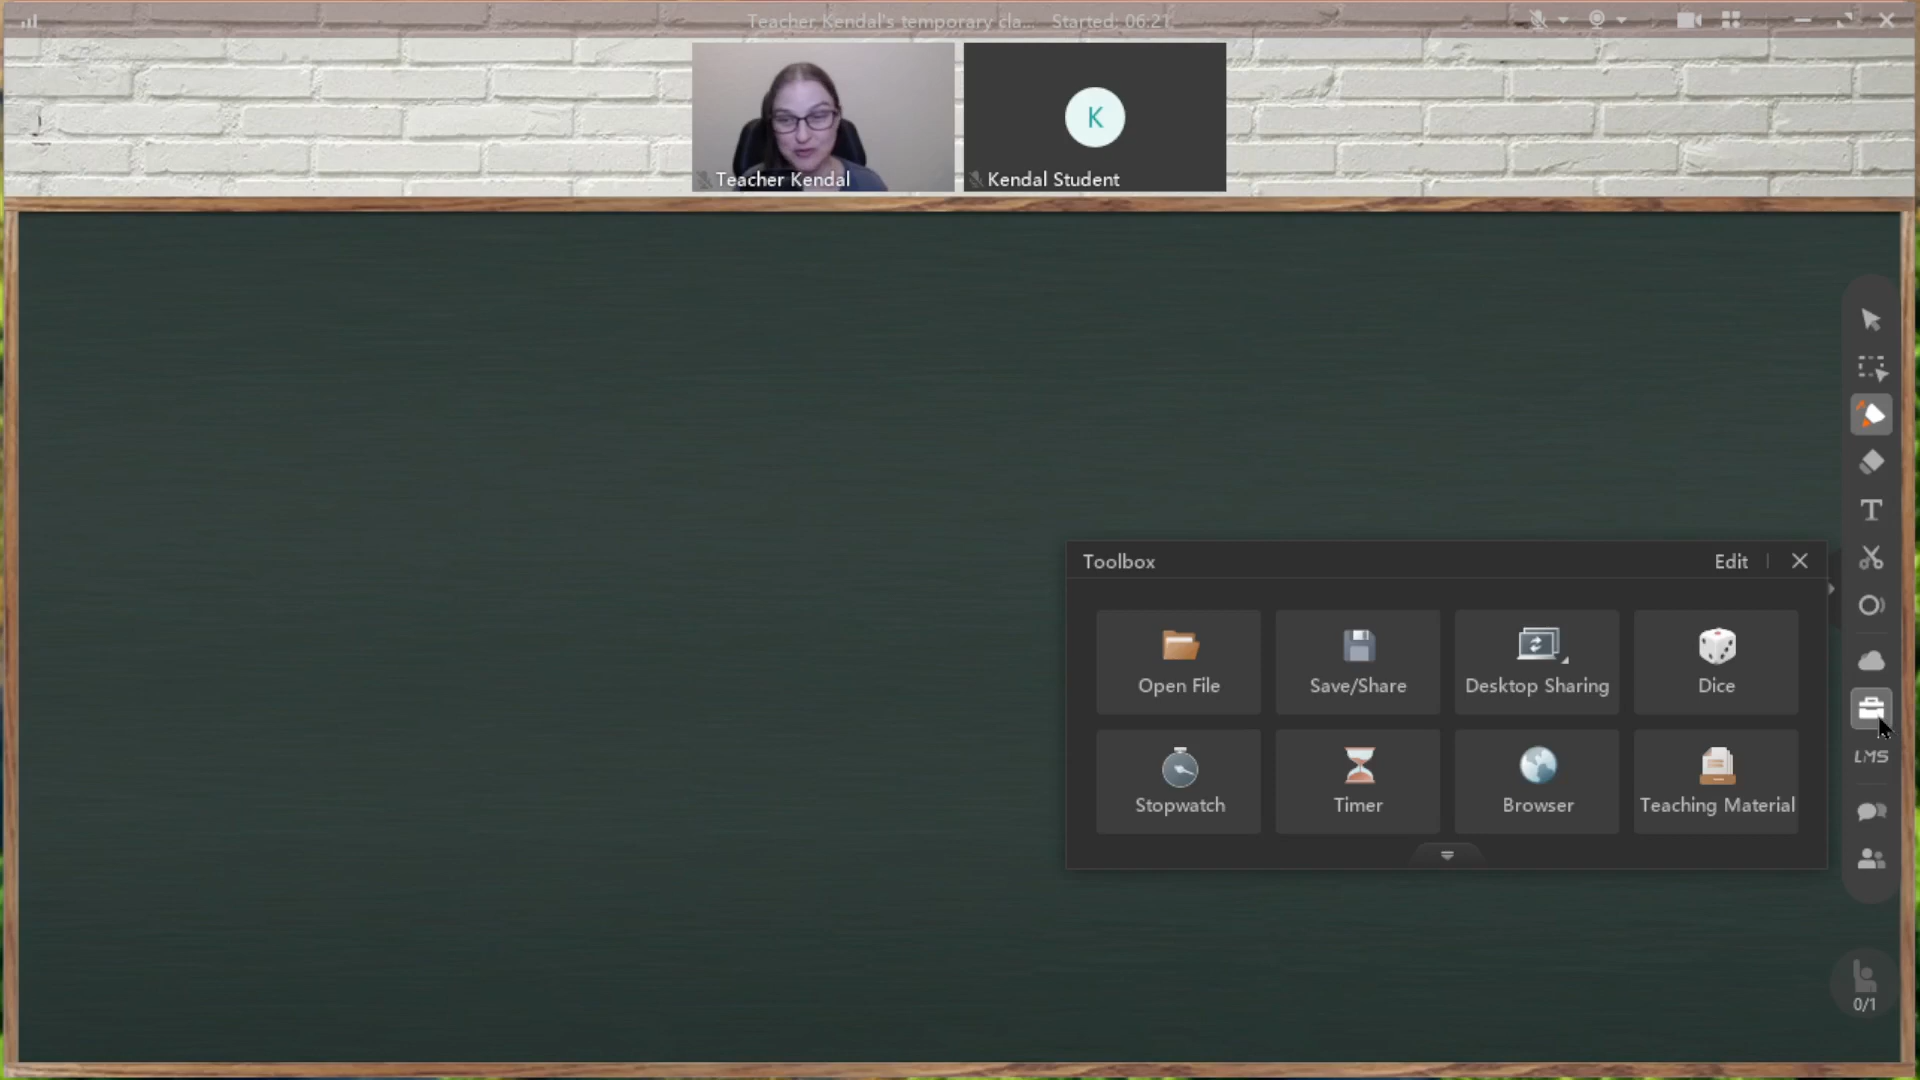 Teacher Kendal's temporary cla... Started: 06:21
K
Teacher Kendal
Kendal Student
Toolbox Edit
Open File Save/Share Desktop Sharing Dice
Stopwatch Timer Browser Teaching Material
T
LMS
0/1